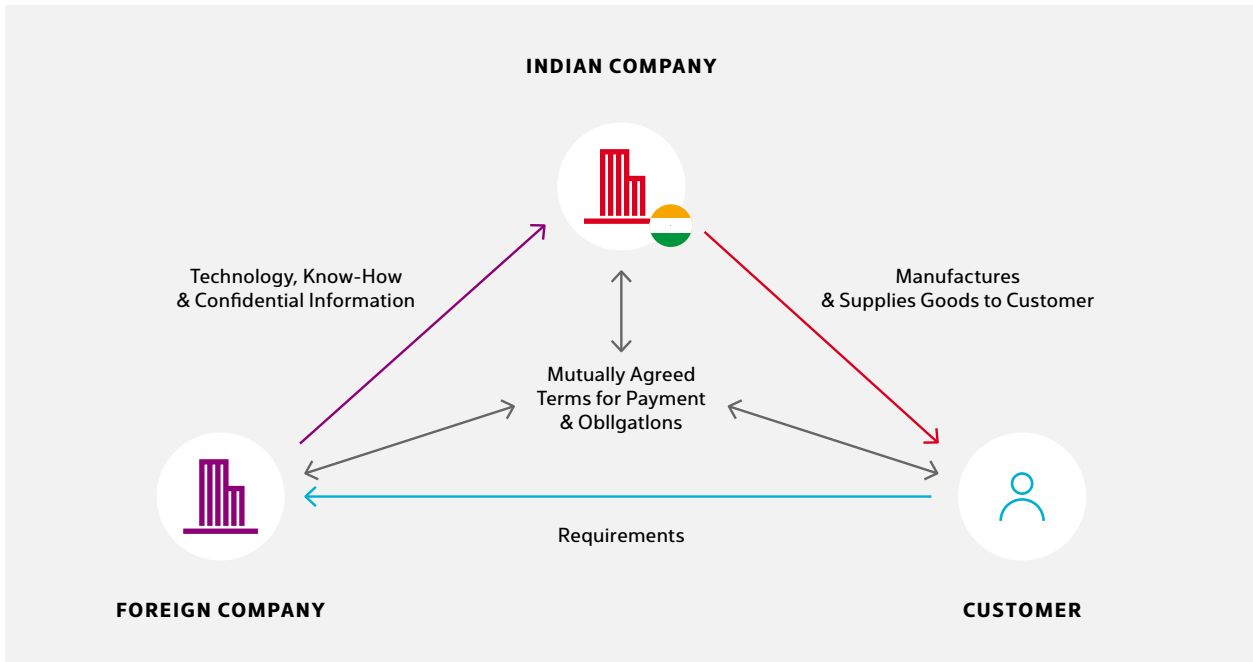 INDIAN COMPANY
Technology, Know-How
& Confidential Information
Manufactures
& Supplies Goods to Customer
Mutually Agreed
Terms for Payment
& Obllgatlons
Requirements
FOREIGN COMPANY
CUSTOMER